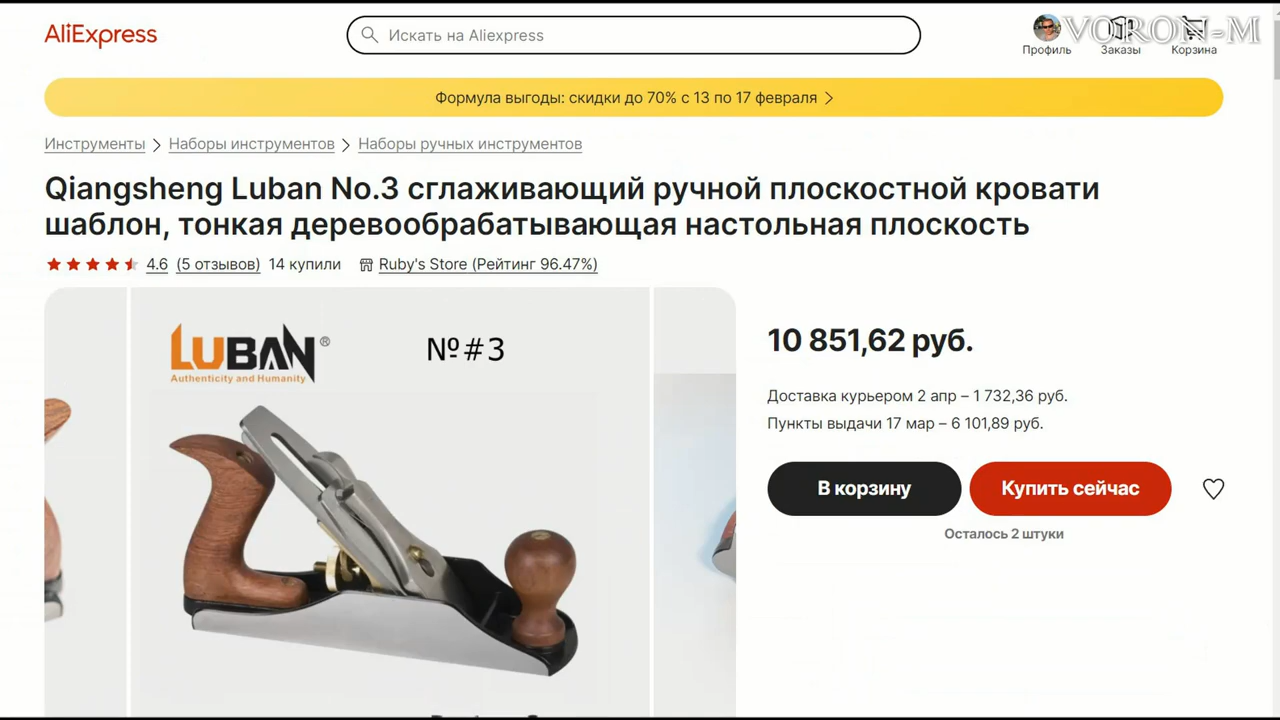 AliExpress
Искать на Aliexpress
Профиль
Заказы
Корзина
VORON-M
Формула выгоды: скидки до 70% с 13 по 17 февраля
Инструменты
Наборы инструментов
Наборы ручных инструментов
Qiangsheng Luban No.3 сглаживающий ручной плоскостной кровати
шаблон, тонкая деревообрабатывающая настольная плоскость
4.6 (5 отзывов) 14 купили Ruby's Store (Рейтинг 96.47%)
LUBAN®
Authenticity and Humanity
№#3
10 851,62 руб.
Доставка курьером 2 апр – 1 732,36 руб.
Пункты выдачи 17 мар – 6 101,89 руб.
В корзину
Купить сейчас
Осталось 2 штуки